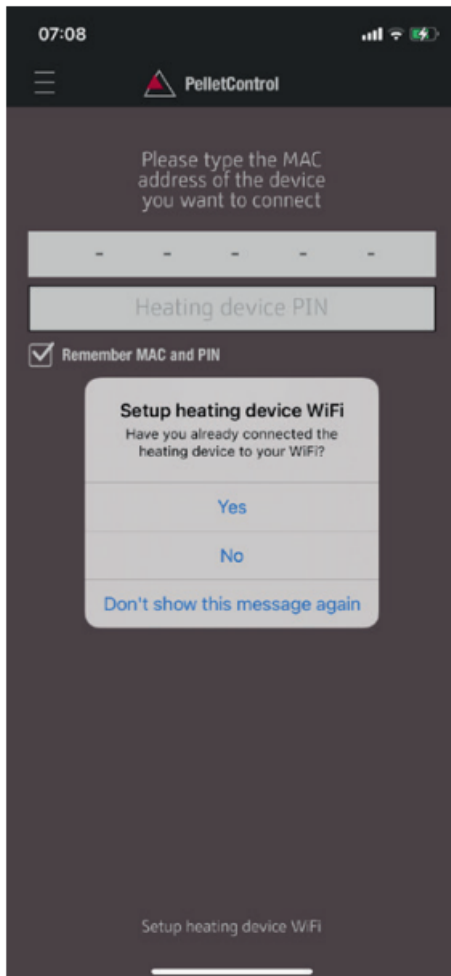 07:08
PelletControl
Please type the MAC
address of the device
you want to connect
- - - - -
Heating device PIN
Remember MAC and PIN
Setup heating device WiFi
Have you already connected the
heating device to your WiFi?
Yes
No
Don't show this message again
Setup heating device WiFi